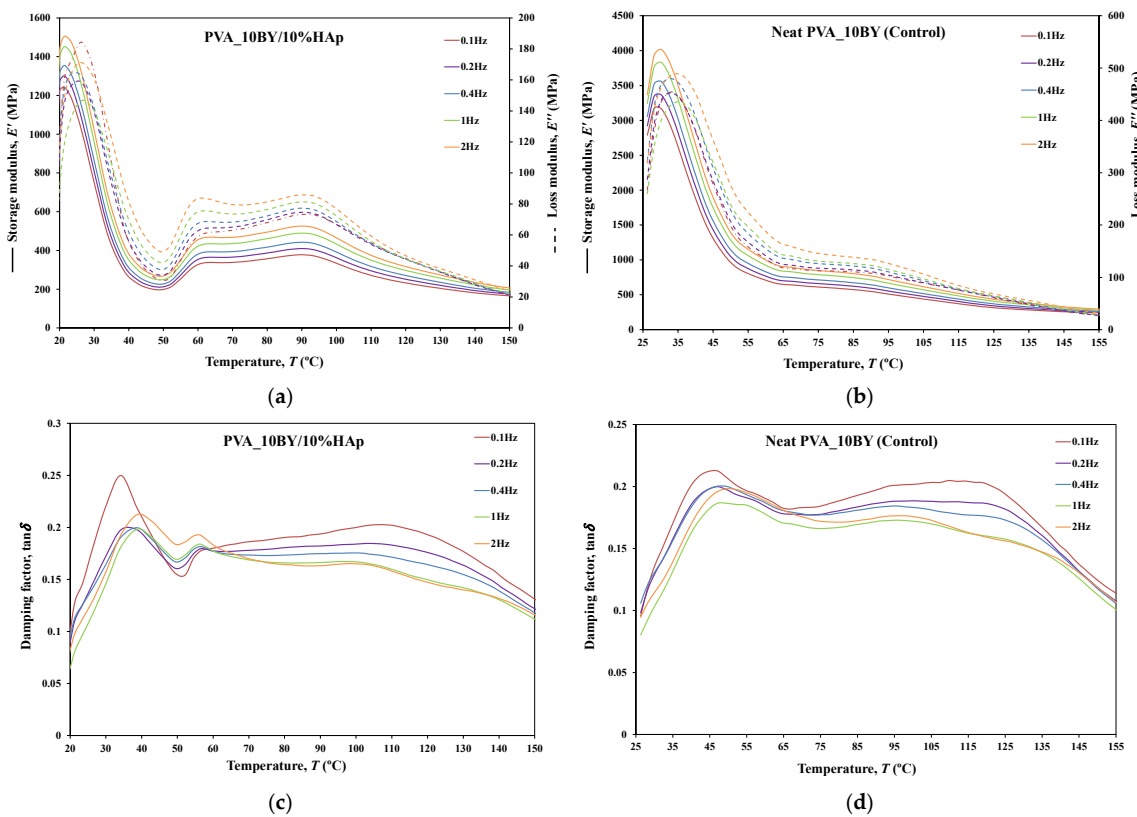 PVA_10BY/10%HAp
0.1Hz
0.2Hz
0.4Hz
1Hz
2Hz
Storage modulus, E′ (MPa)
1600
1400
1200
1000
800
600
400
200
0
Loss modulus, E″ (MPa)
200
180
160
140
120
100
80
60
40
20
0
20 30 40 50 60 70 80 90 100 110 120 130 140 150
Temperature, T (ºC)
(a)
Neat PVA_10BY (Control)
0.1Hz
0.2Hz
0.4Hz
1Hz
2Hz
Storage modulus, E′ (MPa)
4500
4000
3500
3000
2500
2000
1500
1000
500
0
Loss modulus, E″ (MPa)
600
500
400
300
200
100
0
25 35 45 55 65 75 85 95 105 115 125 135 145 155
Temperature, T (ºC)
(b)
PVA_10BY/10%HAp
0.1Hz
0.2Hz
0.4Hz
1Hz
2Hz
Damping factor, tanδ
0.3
0.25
0.2
0.15
0.1
0.05
0
20 30 40 50 60 70 80 90 100 110 120 130 140 150
Temperature, T (ºC)
(c)
Neat PVA_10BY (Control)
0.1Hz
0.2Hz
0.4Hz
1Hz
2Hz
Damping factor, tanδ
0.25
0.2
0.15
0.1
0.05
0
25 35 45 55 65 75 85 95 105 115 125 135 145 155
Temperature, T (ºC)
(d)